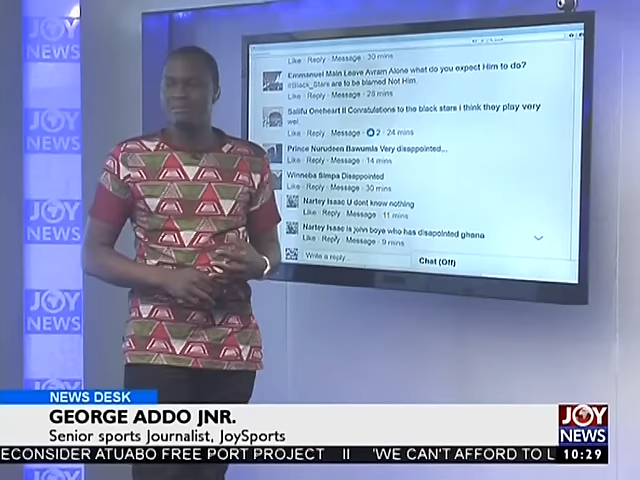 Like · Reply · Message · 30 mins
Emmanuel Main Leave Avram Alone what do you expect Him to do?
#Black_Stars are to be blamed Not Him.
Like · Reply · Message · 28 mins
Salifu Oneheart II Conratulations to the black stars i think they play very
wel.
Like · Reply · Message · 2 · 24 mins
Prince Nurudeen Bawumla Very disappointed...
Like · Reply · Message · 14 mins
Winneba Simpa Disappointed
Like · Reply · Message · 30 mins
Nartey Isaac U dont know nothing
Like · Reply · Message · 11 mins
Nartey Isaac is john boye who has disapointed ghana
Like · Reply · Message · 9 mins
Write a reply...
Chat (Off)
JOY
NEWS
JOY
NEWS
JOY
NEWS
JOY
NEWS
JOY
NEWS DESK
GEORGE ADDO JNR.
Senior sports Journalist, JoySports
JOY
NEWS
10:29
ECONSIDER ATUABO FREE PORT PROJECT II 'WE CAN'T AFFORD TO L
JOY